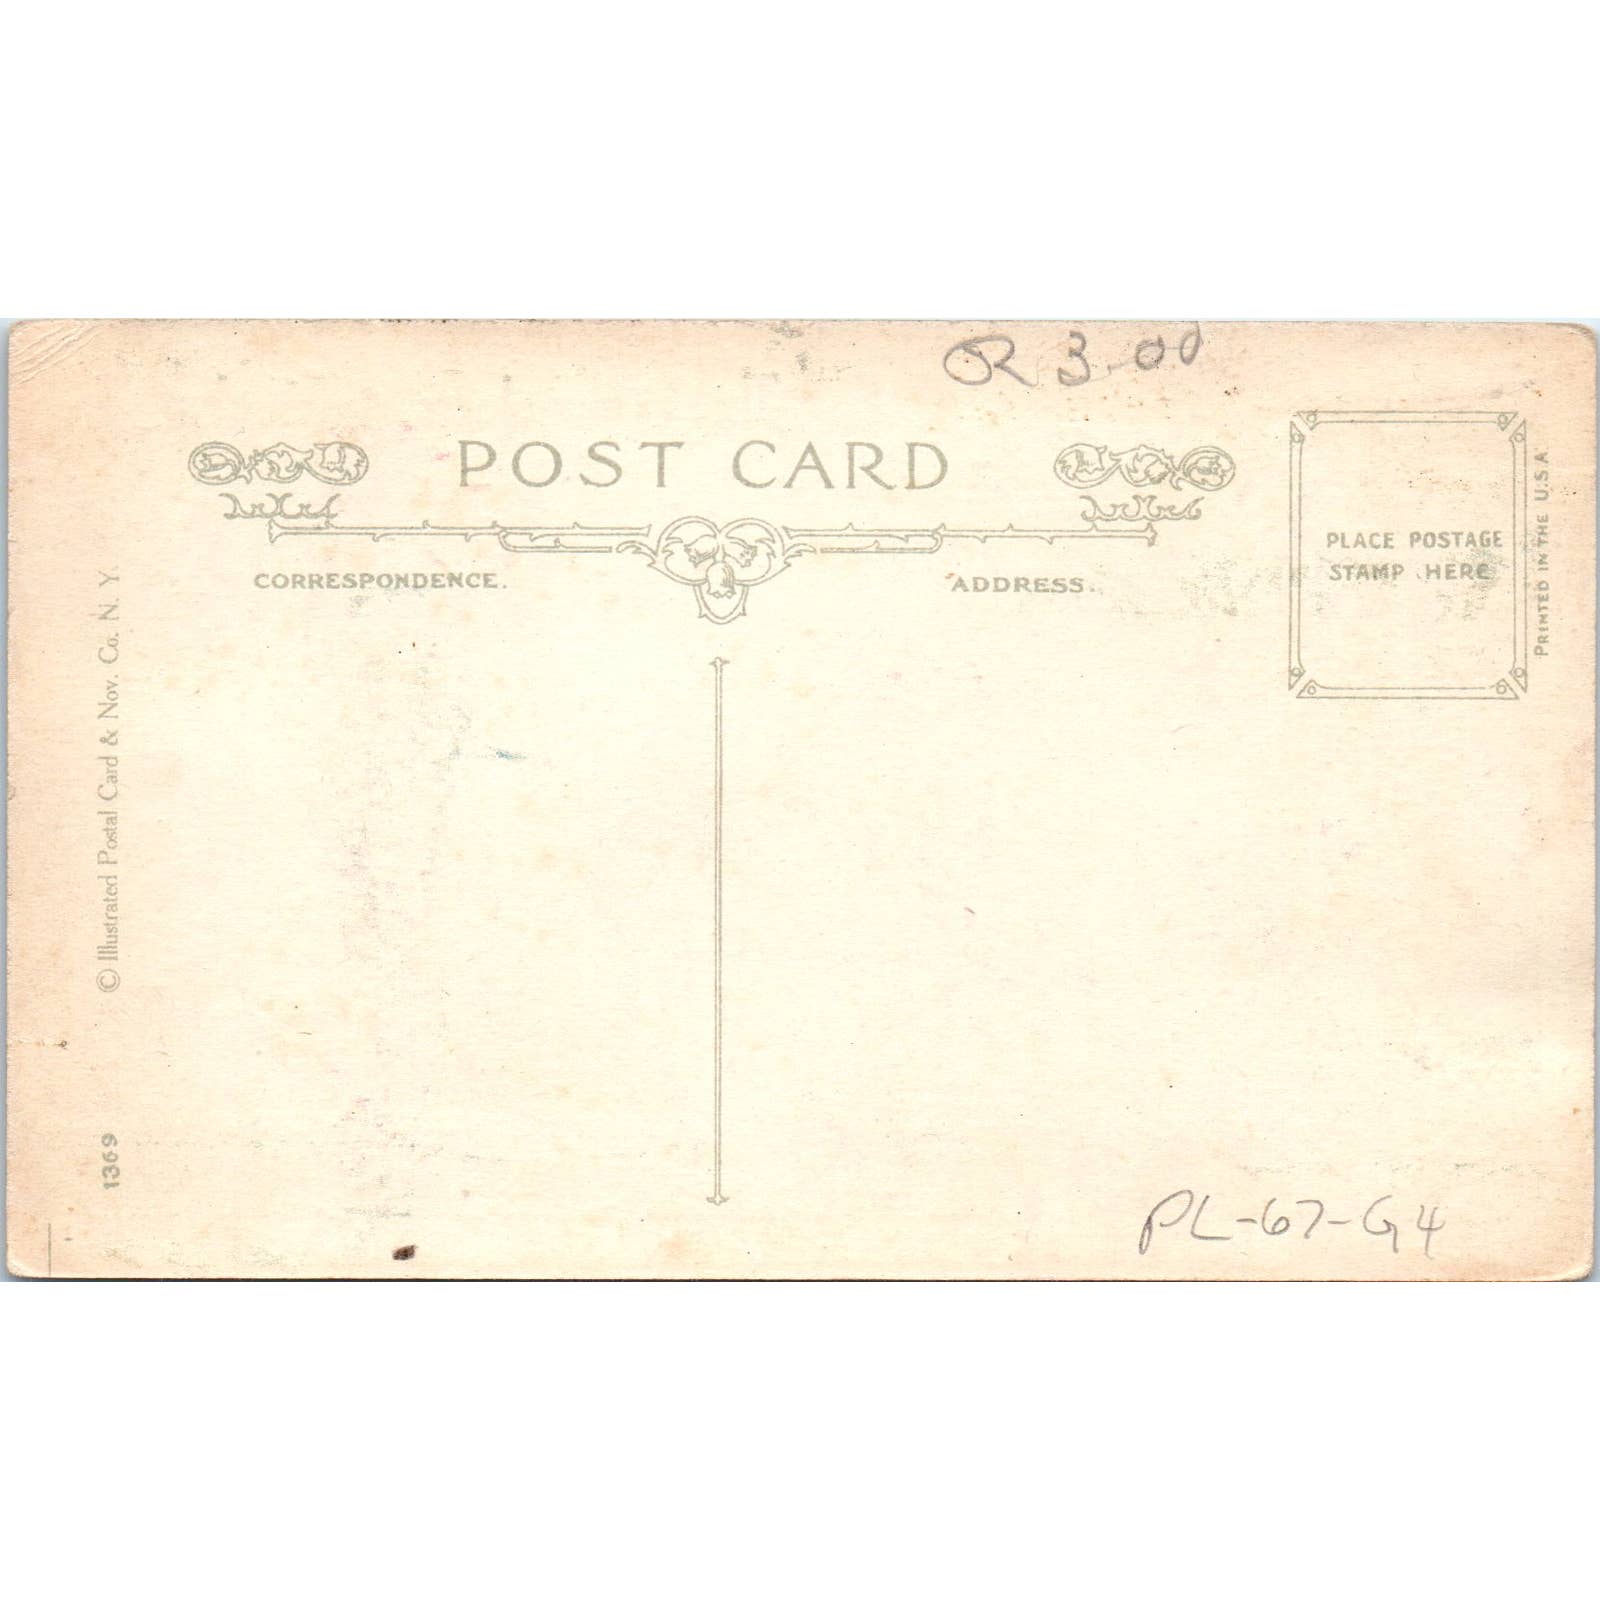 R 3.00
POST CARD
CORRESPONDENCE.
ADDRESS.
PLACE POSTAGE
STAMP HERE
PRINTED IN THE U.S.A
© Illustrated Postal Card & Nov. Co. N. Y.
1369
PL-67-G4